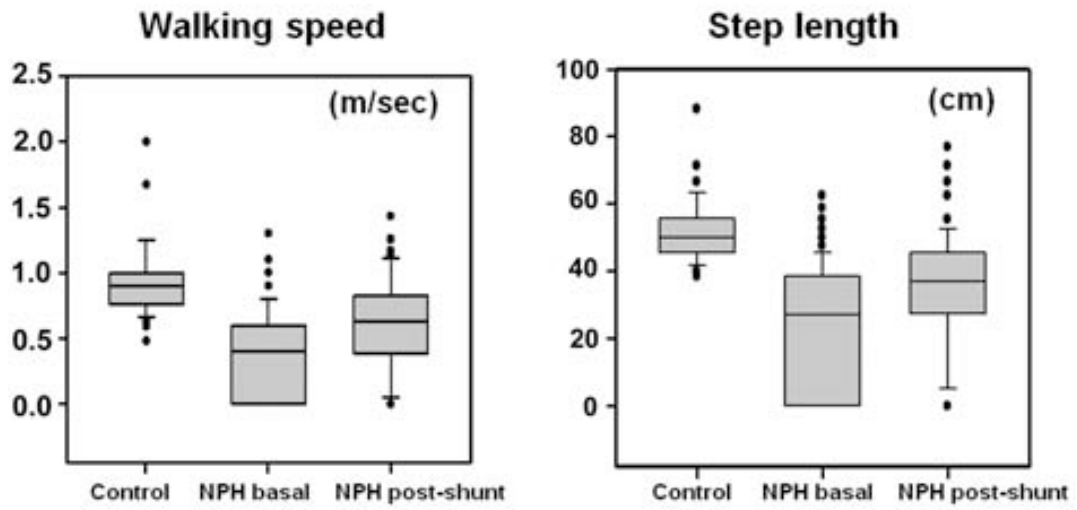 Walking speed
(m/sec)
2.5
2.0
1.5
1.0
0.5
0.0
Control NPH basal NPH post-shunt
Step length
(cm)
100
80
60
40
20
0
Control NPH basal NPH post-shunt